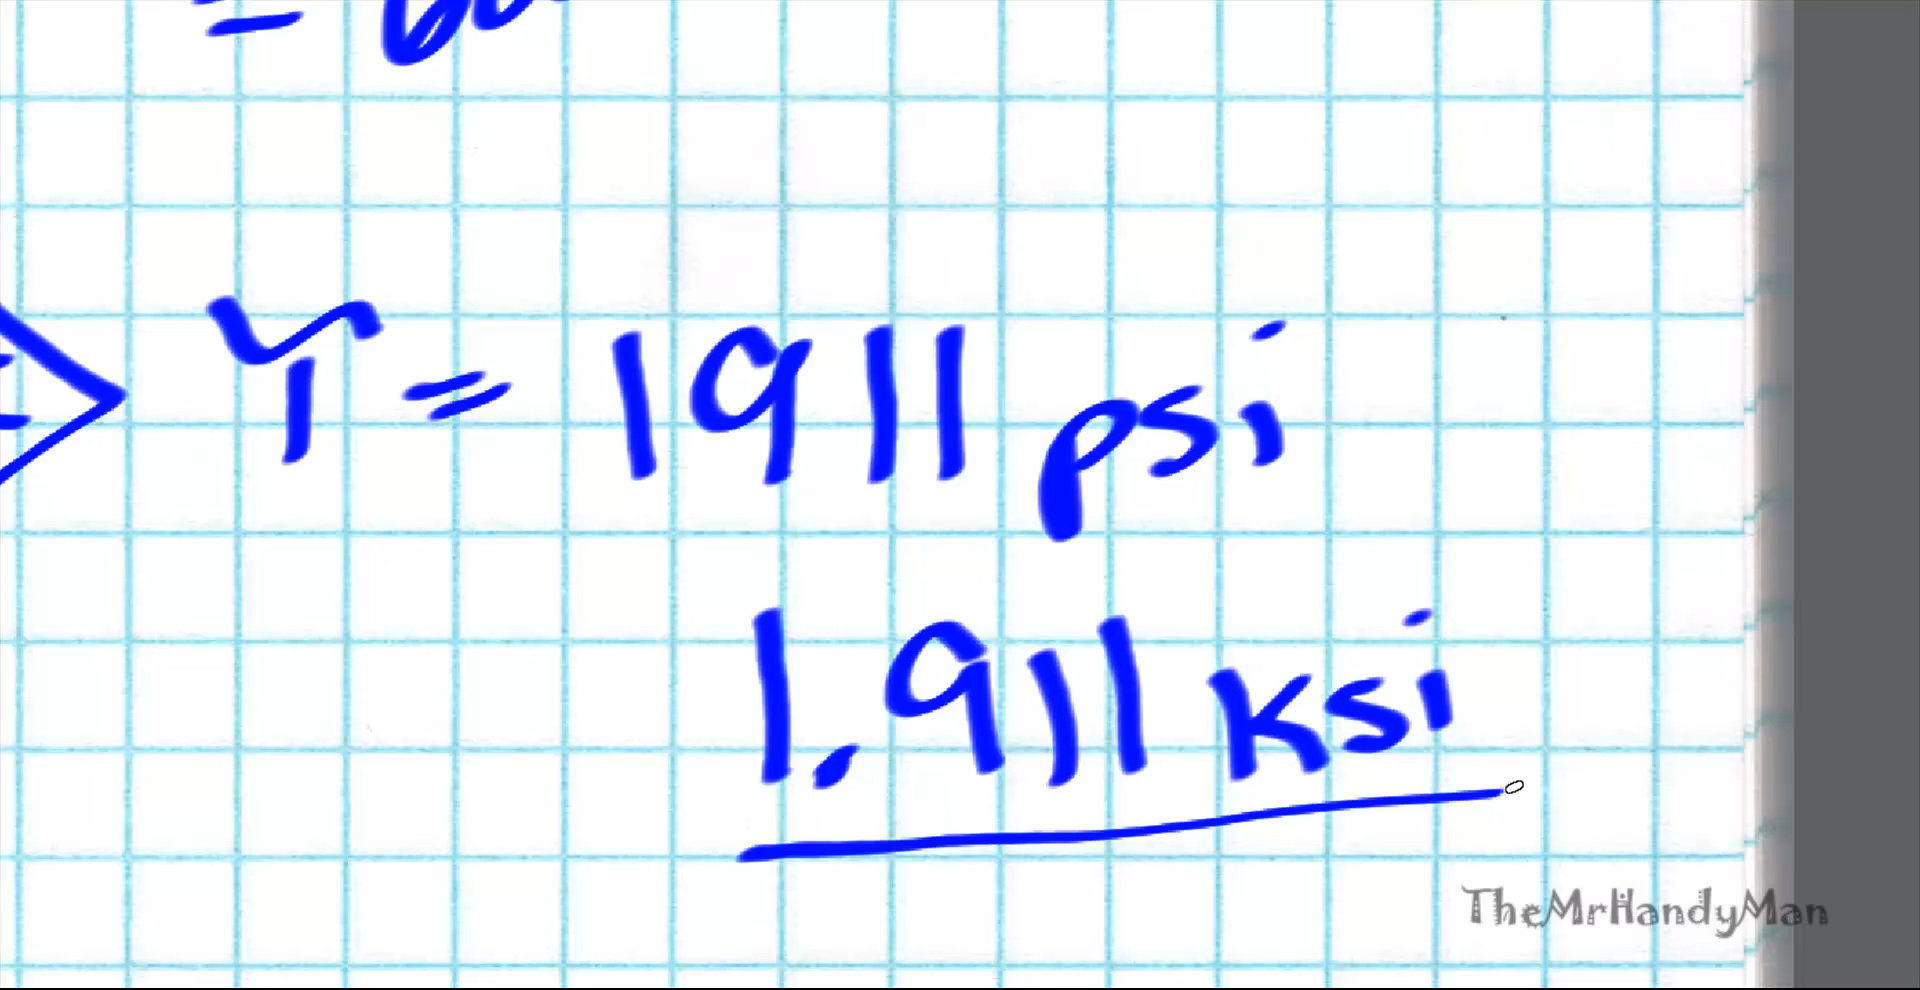 =
τ = 1911 psi
1.911 ksi
TheMrHandyMan